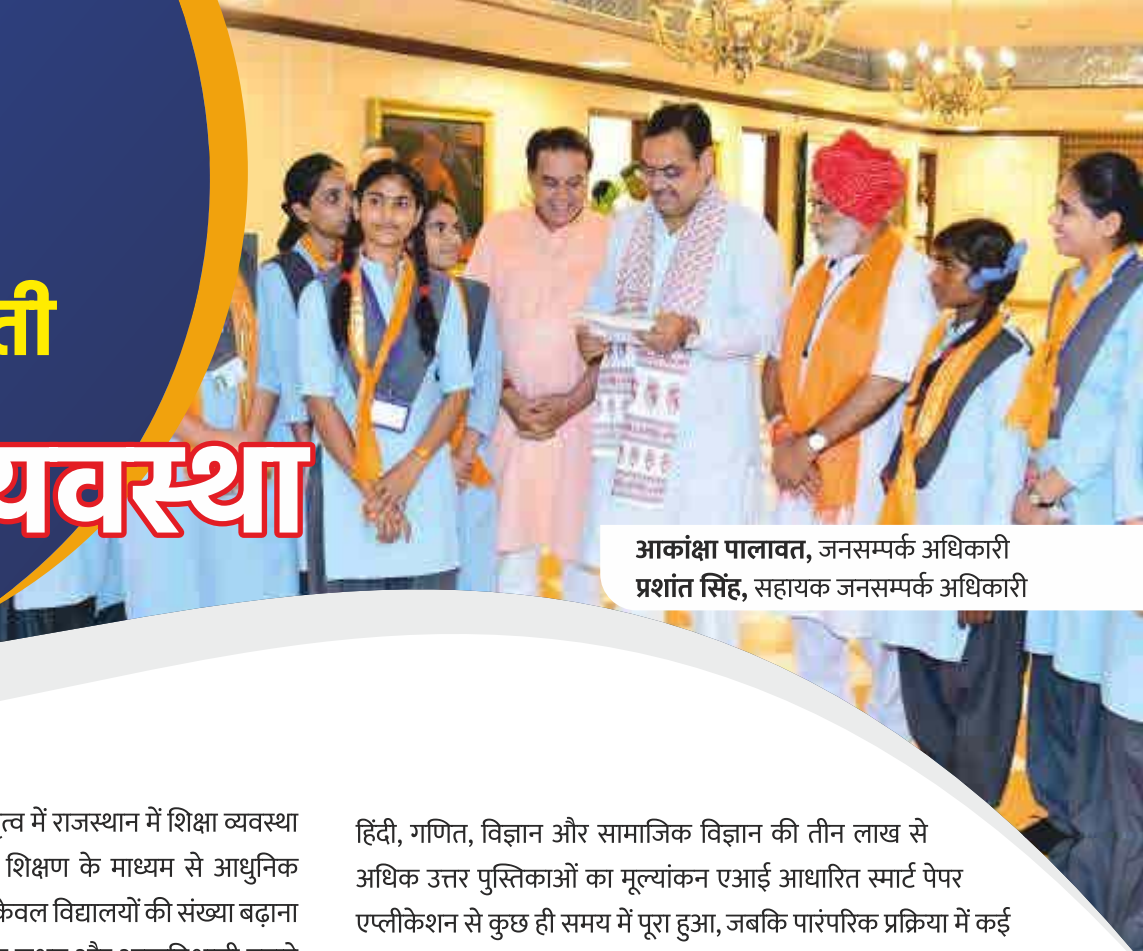 ती
यवस्था
आकांक्षा पालावत, जनसम्पर्क अधिकारी
प्रशांत सिंह, सहायक जनसम्पर्क अधिकारी
में राजस्थान में शिक्षा व्यवस्था
शिक्षण के माध्यम से आधुनिक
केवल विद्यालयों की संख्या बढ़ाना
हिंदी, गणित, विज्ञान और सामाजिक विज्ञान की तीन लाख से
अधिक उत्तर पुस्तिकाओं का मूल्यांकन एआई आधारित स्मार्ट पेपर
एप्लीकेशन से कुछ ही समय में पूरा हुआ, जबकि पारंपरिक प्रक्रिया में कई